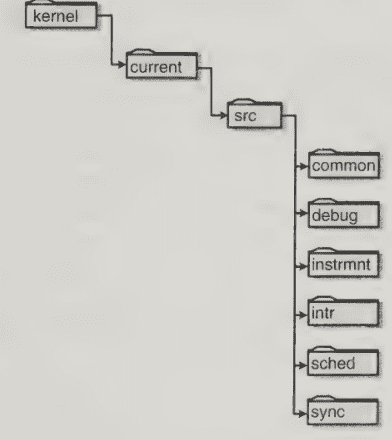 kernel
current
src
common
debug
instrmnt
intr
sched
sync